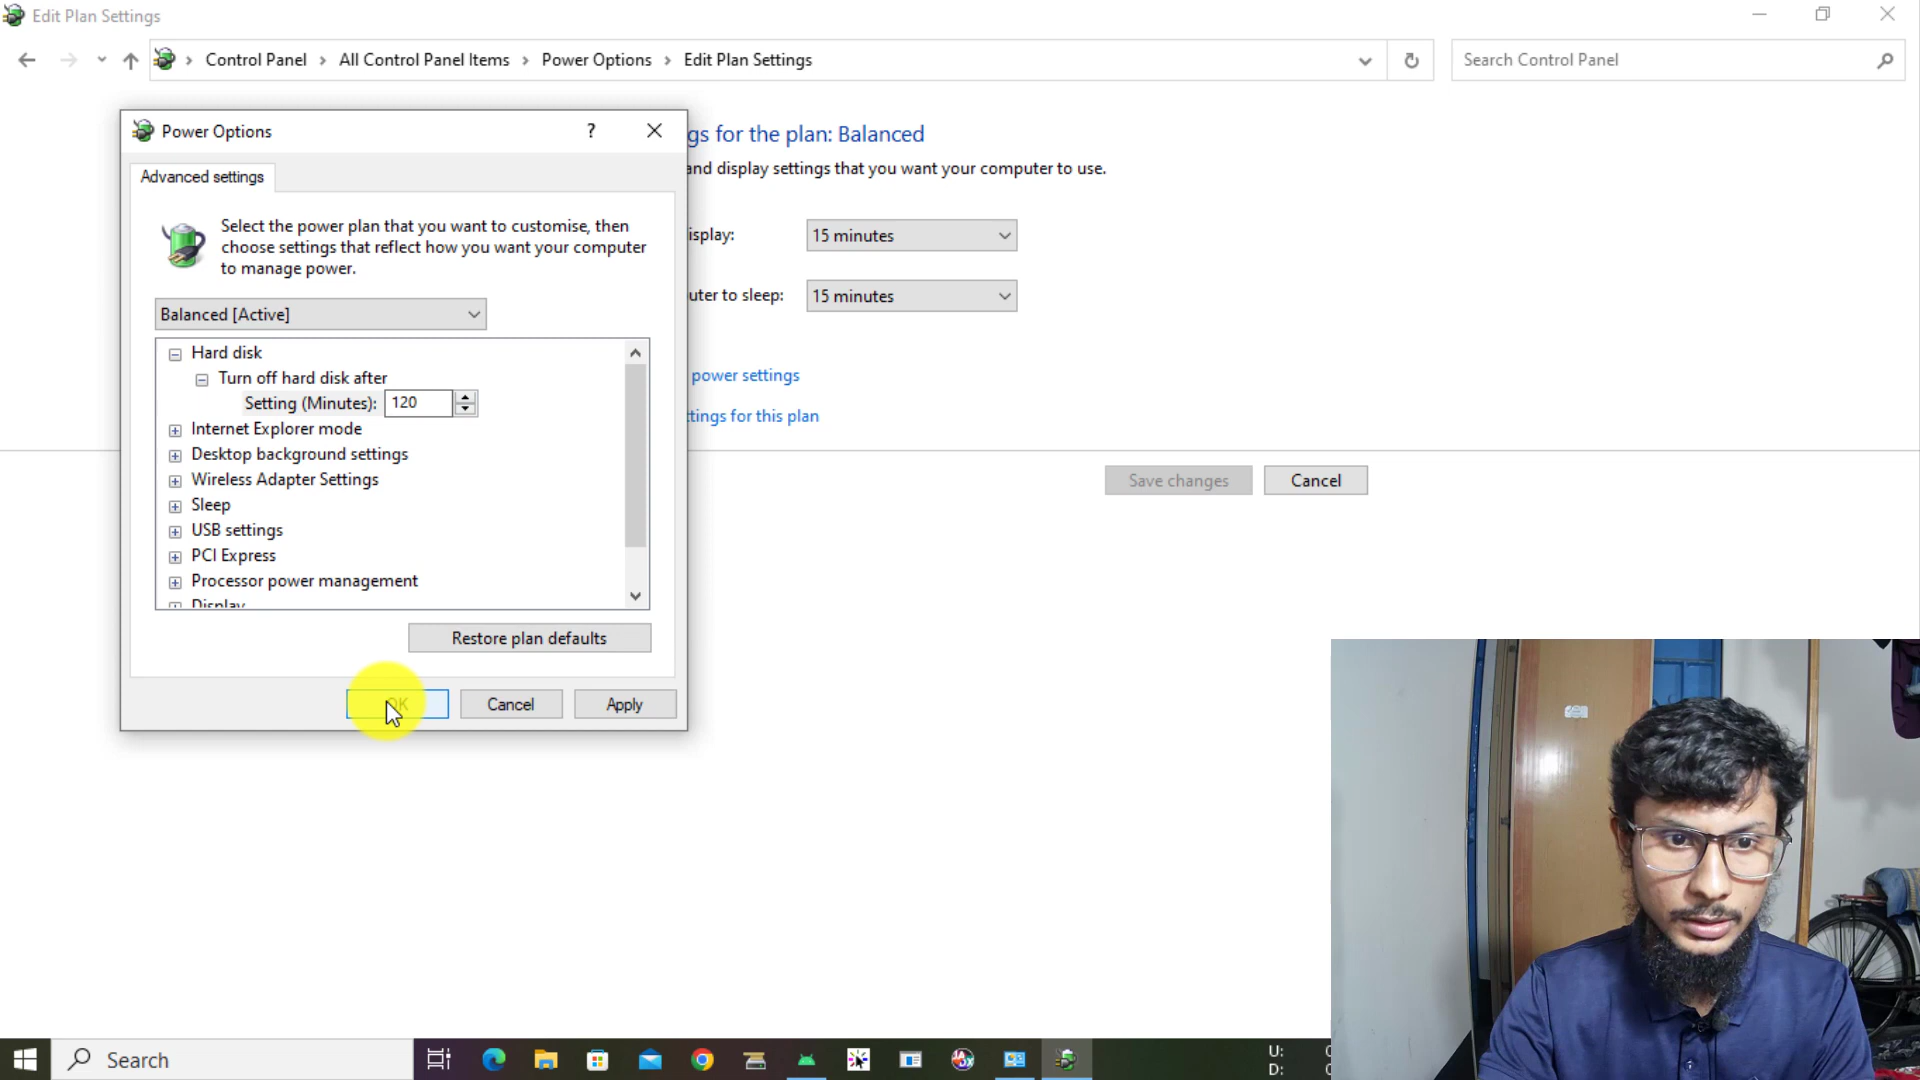 Edit Plan Settings
Control Panel
All Control Panel Items
Power Options
Edit Plan Settings
Search Control Panel
Power Options
?
Advanced settings
Select the power plan that you want to customise, then
choose settings that reflect how you want your computer
to manage power.
Balanced [Active]
Hard disk
Turn off hard disk after
Setting (Minutes): 120
Internet Explorer mode
Desktop background settings
Wireless Adapter Settings
Sleep
USB settings
PCI Express
Processor power management
Display
Restore plan defaults
OK
Cancel
Apply
gs for the plan: Balanced
and display settings that you want your computer to use.
isplay:
15 minutes
uter to sleep:
15 minutes
power settings
ttings for this plan
Save changes
Cancel
Search
U:
D: